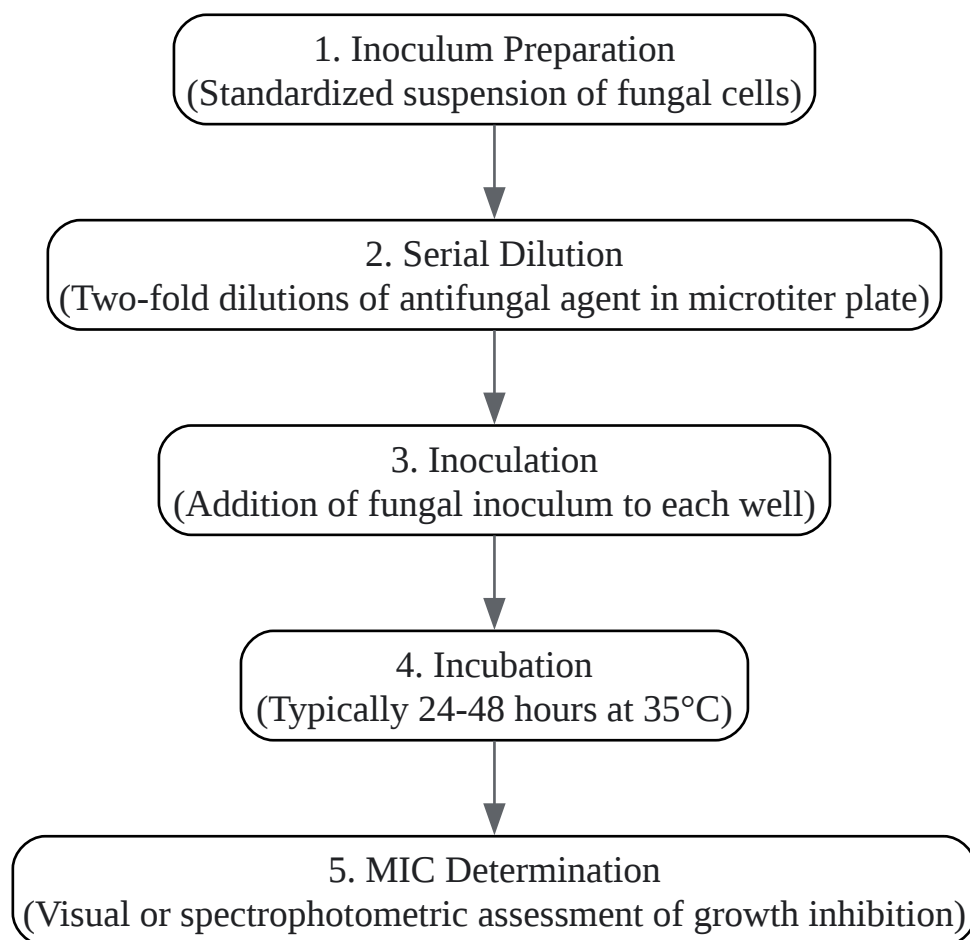 1. Inoculum Preparation
(Standardized suspension of fungal cells)
2. Serial Dilution
(Two-fold dilutions of antifungal agent in microtiter plate)
3. Inoculation
(Addition of fungal inoculum to each well)
4. Incubation
(Typically 24-48 hours at 35°C)
5. MIC Determination
(Visual or spectrophotometric assessment of growth inhibition)